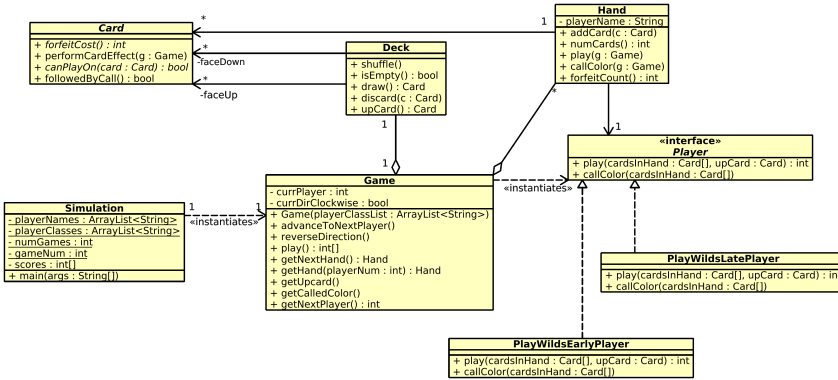 Card
+ forfeitCost() : int
+ performCardEffect(g : Game)
+ canPlayOn(card : Card) : bool
+ followedByCall() : bool
*
*
-faceDown
*
-faceUp
Deck
+ shuffle()
+ isEmpty() : bool
+ draw() : Card
+ discard(c : Card)
+ upCard() : Card
1
1
1
Hand
- playerName : String
+ addCard(c : Card)
+ numCards() : int
+ play(g : Game)
+ callColor(g : Game)
+ forfeitCount() : int
*
1
«interface»
Player
+ play(cardsInHand : Card[], upCard : Card) : int
+ callColor(cardsInHand : Card[])
«instantiates»
Game
- currPlayer : int
- currDirClockwise : bool
+ Game(playerClassList : ArrayList<String>)
+ advanceToNextPlayer()
+ reverseDirection()
+ play() : int[]
+ getNextHand() : Hand
+ getHand(playerNum : int) : Hand
+ getUpcard()
+ getCalledColor()
+ getNextPlayer() : int
Simulation
- playerNames : ArrayList<String>
- playerClasses : ArrayList<String>
- numGames : int
- gameNum : int
- scores : int[]
+ main(args : String[])
1
1
«instantiates»
PlayWildsLatePlayer
+ play(cardsInHand : Card[], upCard : Card) : in
+ callColor(cardsInHand : Card[])
PlayWildsEarlyPlayer
+ play(cardsInHand : Card[], upCard : Card) : int
+ callColor(cardsInHand : Card[])